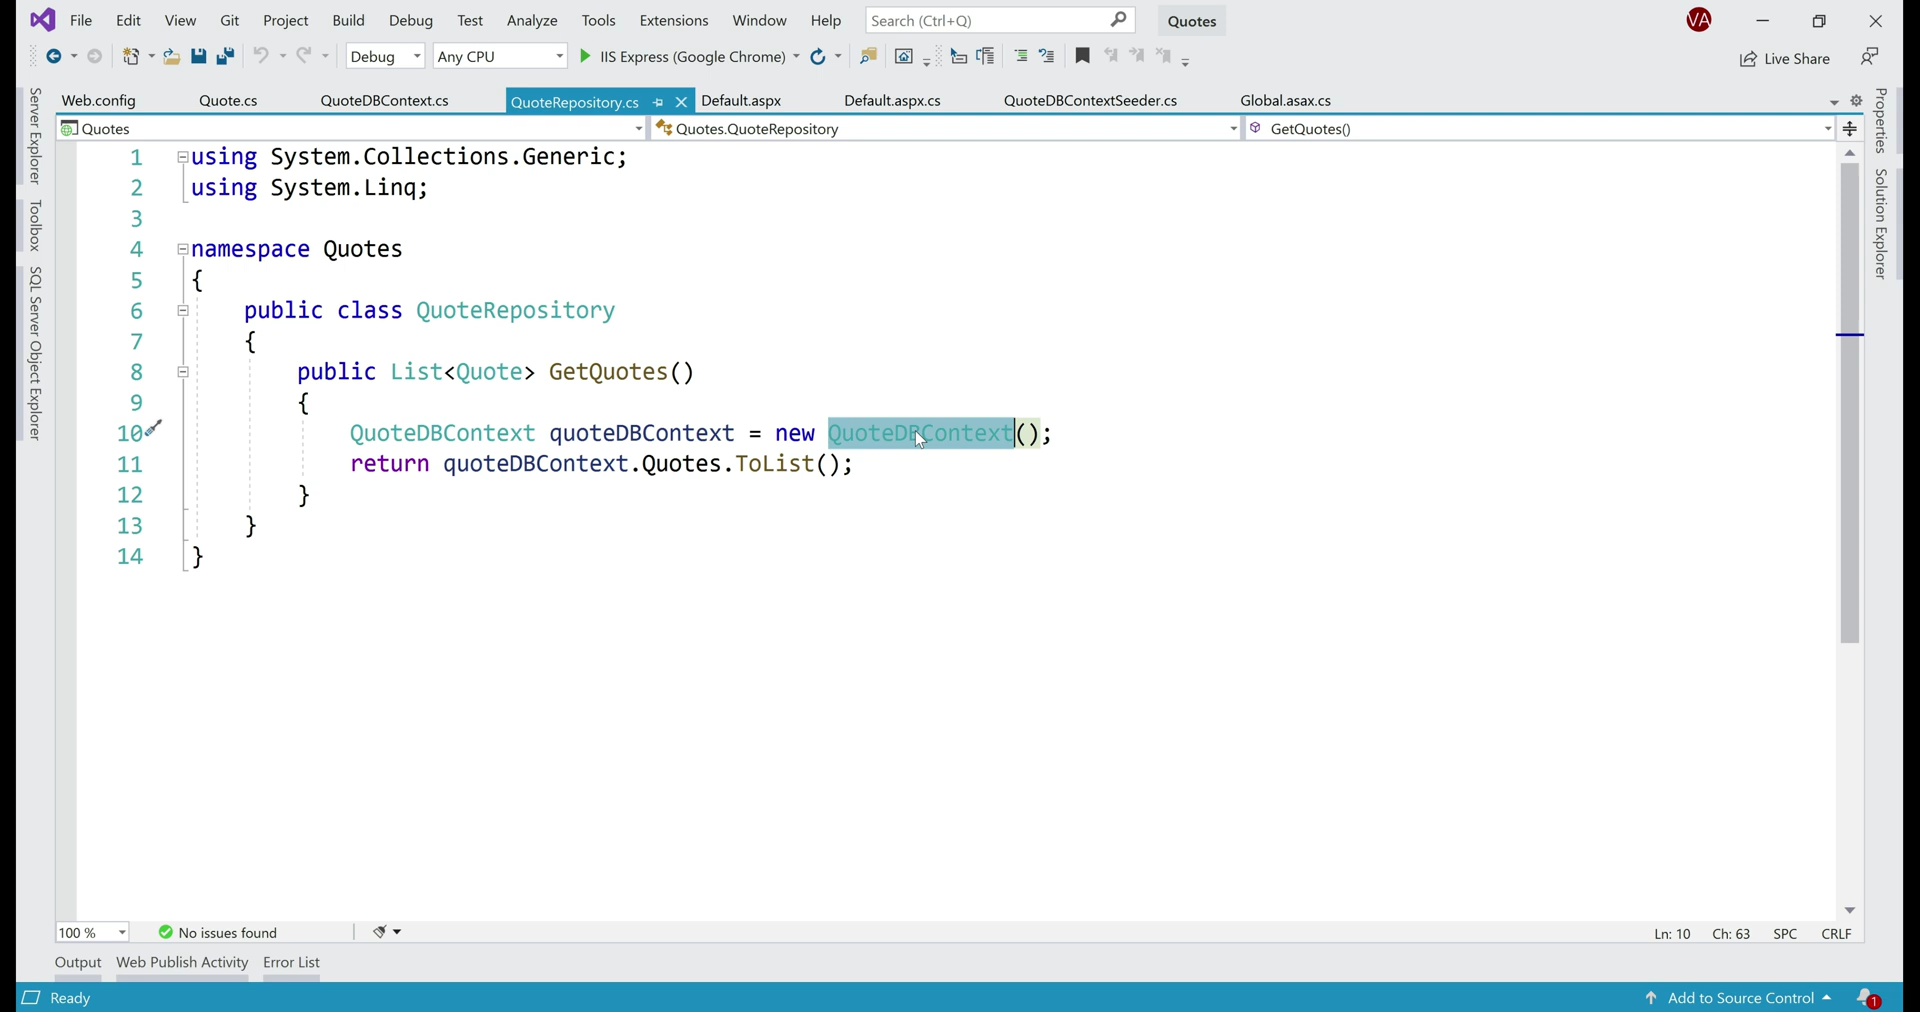 File Edit View Git Project Build Debug Test Analyze Tools Extensions Window Help Search (Ctrl+Q) Quotes VA
Debug Any CPU IIS Express (Google Chrome) Live Share
Web.config Quote.cs QuoteDBContext.cs QuoteRepository.cs Default.aspx Default.aspx.cs QuoteDBContextSeeder.cs Global.asax.cs
Quotes Quotes.QuoteRepository GetQuotes()
Server Explorer
Toolbox
SQL Server Object Explorer
1 using System.Collections.Generic;
2 using System.Linq;
3
4 namespace Quotes
5 {
6 public class QuoteRepository
7 {
8 public List<Quote> GetQuotes()
9 {
10 QuoteDBContext quoteDBContext = new QuoteDBContext();
11 return quoteDBContext.Quotes.ToList();
12 }
13 }
14 }
Properties
Solution Explorer
100 % No issues found Ln: 10 Ch: 63 SPC CRLF
Output Web Publish Activity Error List
Ready Add to Source Control 1